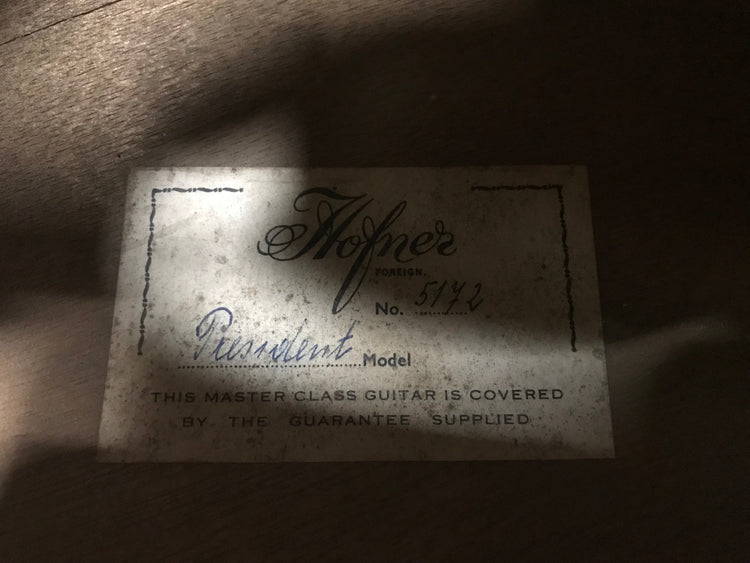 Hofner
FOREIGN.
No. 5172
President Model
THIS MASTER CLASS GUITAR IS COVERED
BY THE GUARANTEE SUPPLIED